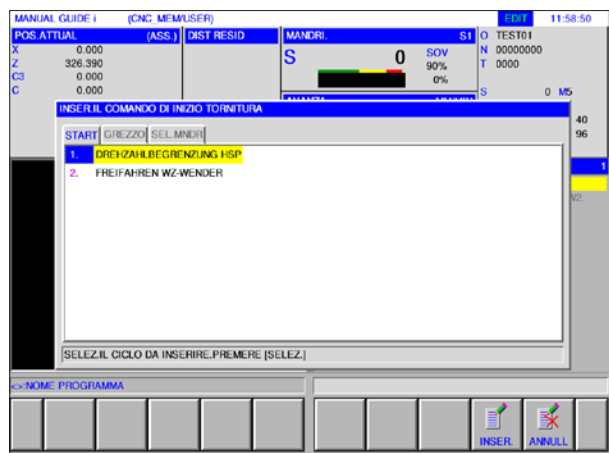 MANUAL GUIDE i (CNC_MEM/USER) EDIT 11:58:50
POS.ATTUAL (ASS.) DIST RESID MANDRI. S1 O TEST01
X 0.000 S 0 SOV N 00000000
Z 326.390 90% T 0000
C3 0.000 0%
C 0.000 S 0 M5
INSER.IL COMANDO DI INIZIO TORNITURA
40
START GREZZO SEL.MNDR 96
1. DREHZAHLBEGRENZUNG HSP 1
2. FREIFAHREN WZ-WENDER
SELEZ.IL CICLO DA INSERIRE.PREMERE [SELEZ.]
<>:NOME PROGRAMMA
INSER. ANNULL